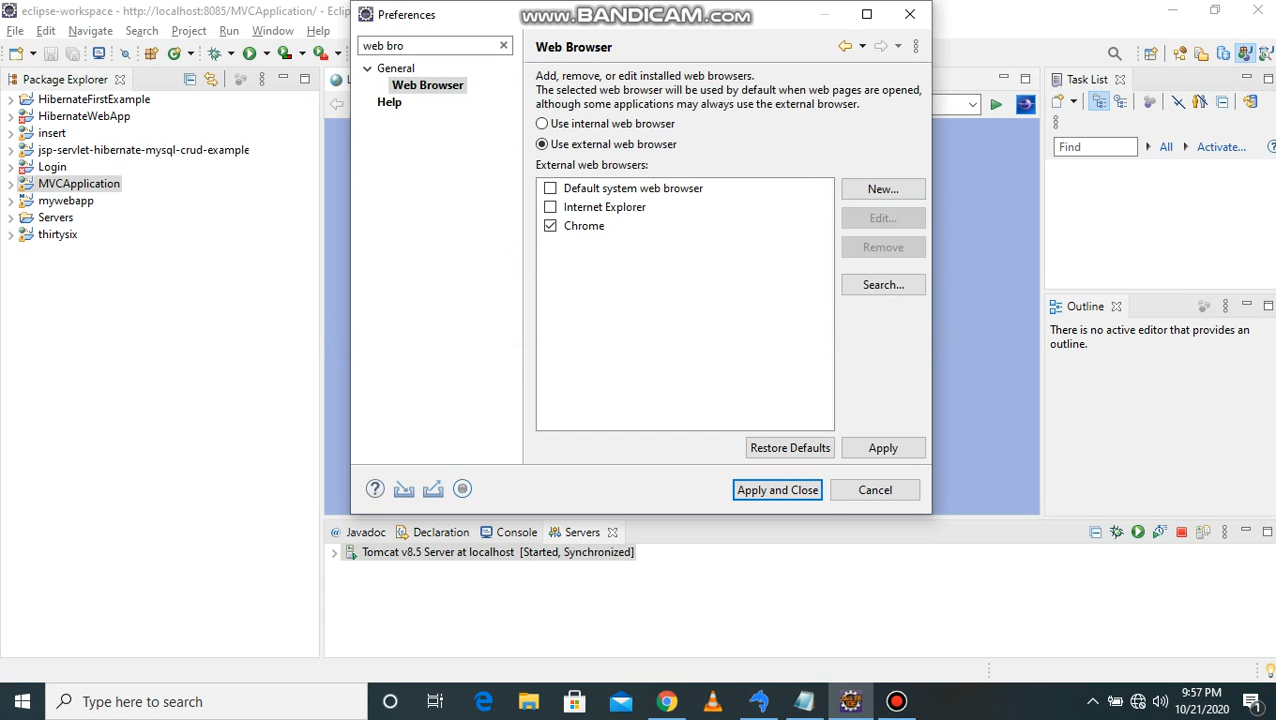 eclipse-workspace - http://localhost:8085/MVCApplication/
Preferences
www.BANDICAM.com
File Edit Navigate Search Project Run Window Help
web bro
Web Browser
General
Web Browser
Help
Add, remove, or edit installed web browsers.
The selected web browser will be used by default when web pages are opened,
although some applications may always use the external browser.
Use internal web browser
Use external web browser
External web browsers:
Default system web browser
Internet Explorer
Chrome
New...
Edit...
Remove
Search...
Restore Defaults
Apply
Apply and Close
Cancel
Package Explorer
HibernateFirstExample
HibernateWebApp
insert
jsp-servlet-hibernate-mysql-crud-example
Login
MVCApplication
mywebapp
Servers
thirtysix
Task List
Find
All
Activate...
Outline
There is no active editor that provides an
outline.
Javadoc
Declaration
Console
Servers
Tomcat v8.5 Server at localhost [Started, Synchronized]
Type here to search
9:57 PM
10/21/2020